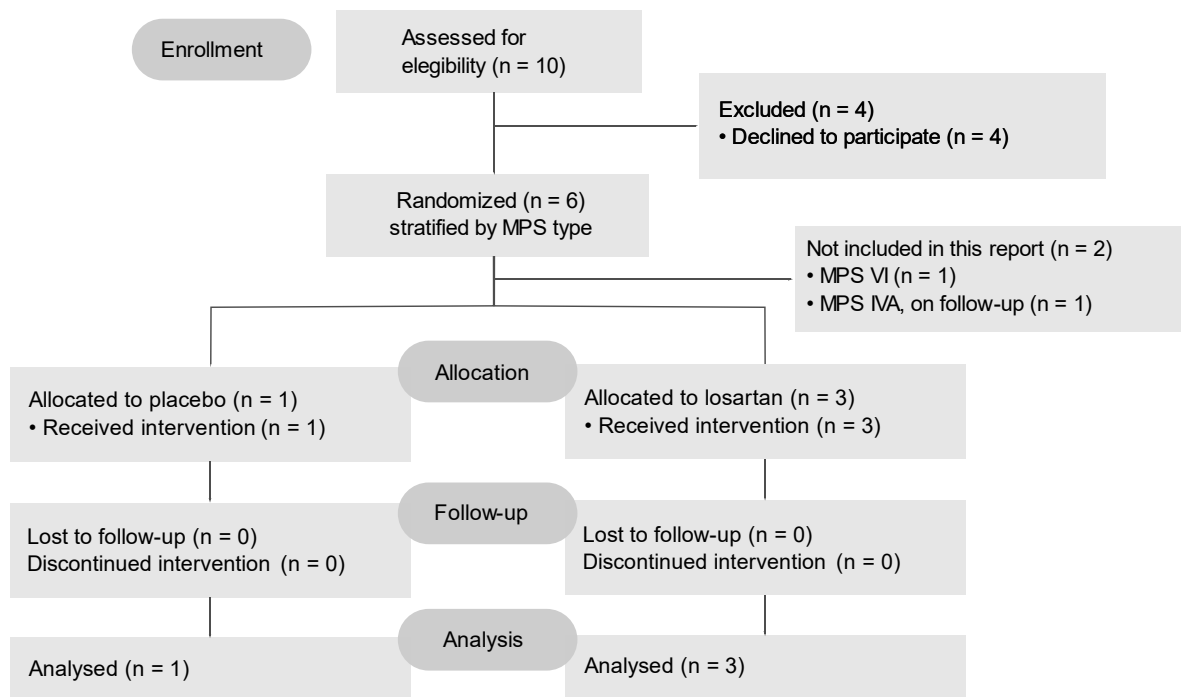 Enrollment
Assessed for
elegibility (n = 10)
Excluded (n = 4)
• Declined to participate (n = 4)
Randomized (n = 6)
stratified by MPS type
Not included in this report (n = 2)
• MPS VI (n = 1)
• MPS IVA, on follow-up (n = 1)
Allocation
Allocated to placebo (n = 1)
• Received intervention (n = 1)
Allocated to losartan (n = 3)
• Received intervention (n = 3)
Follow-up
Lost to follow-up (n = 0)
Discontinued intervention (n = 0)
Lost to follow-up (n = 0)
Discontinued intervention (n = 0)
Analysis
Analysed (n = 1)
Analysed (n = 3)